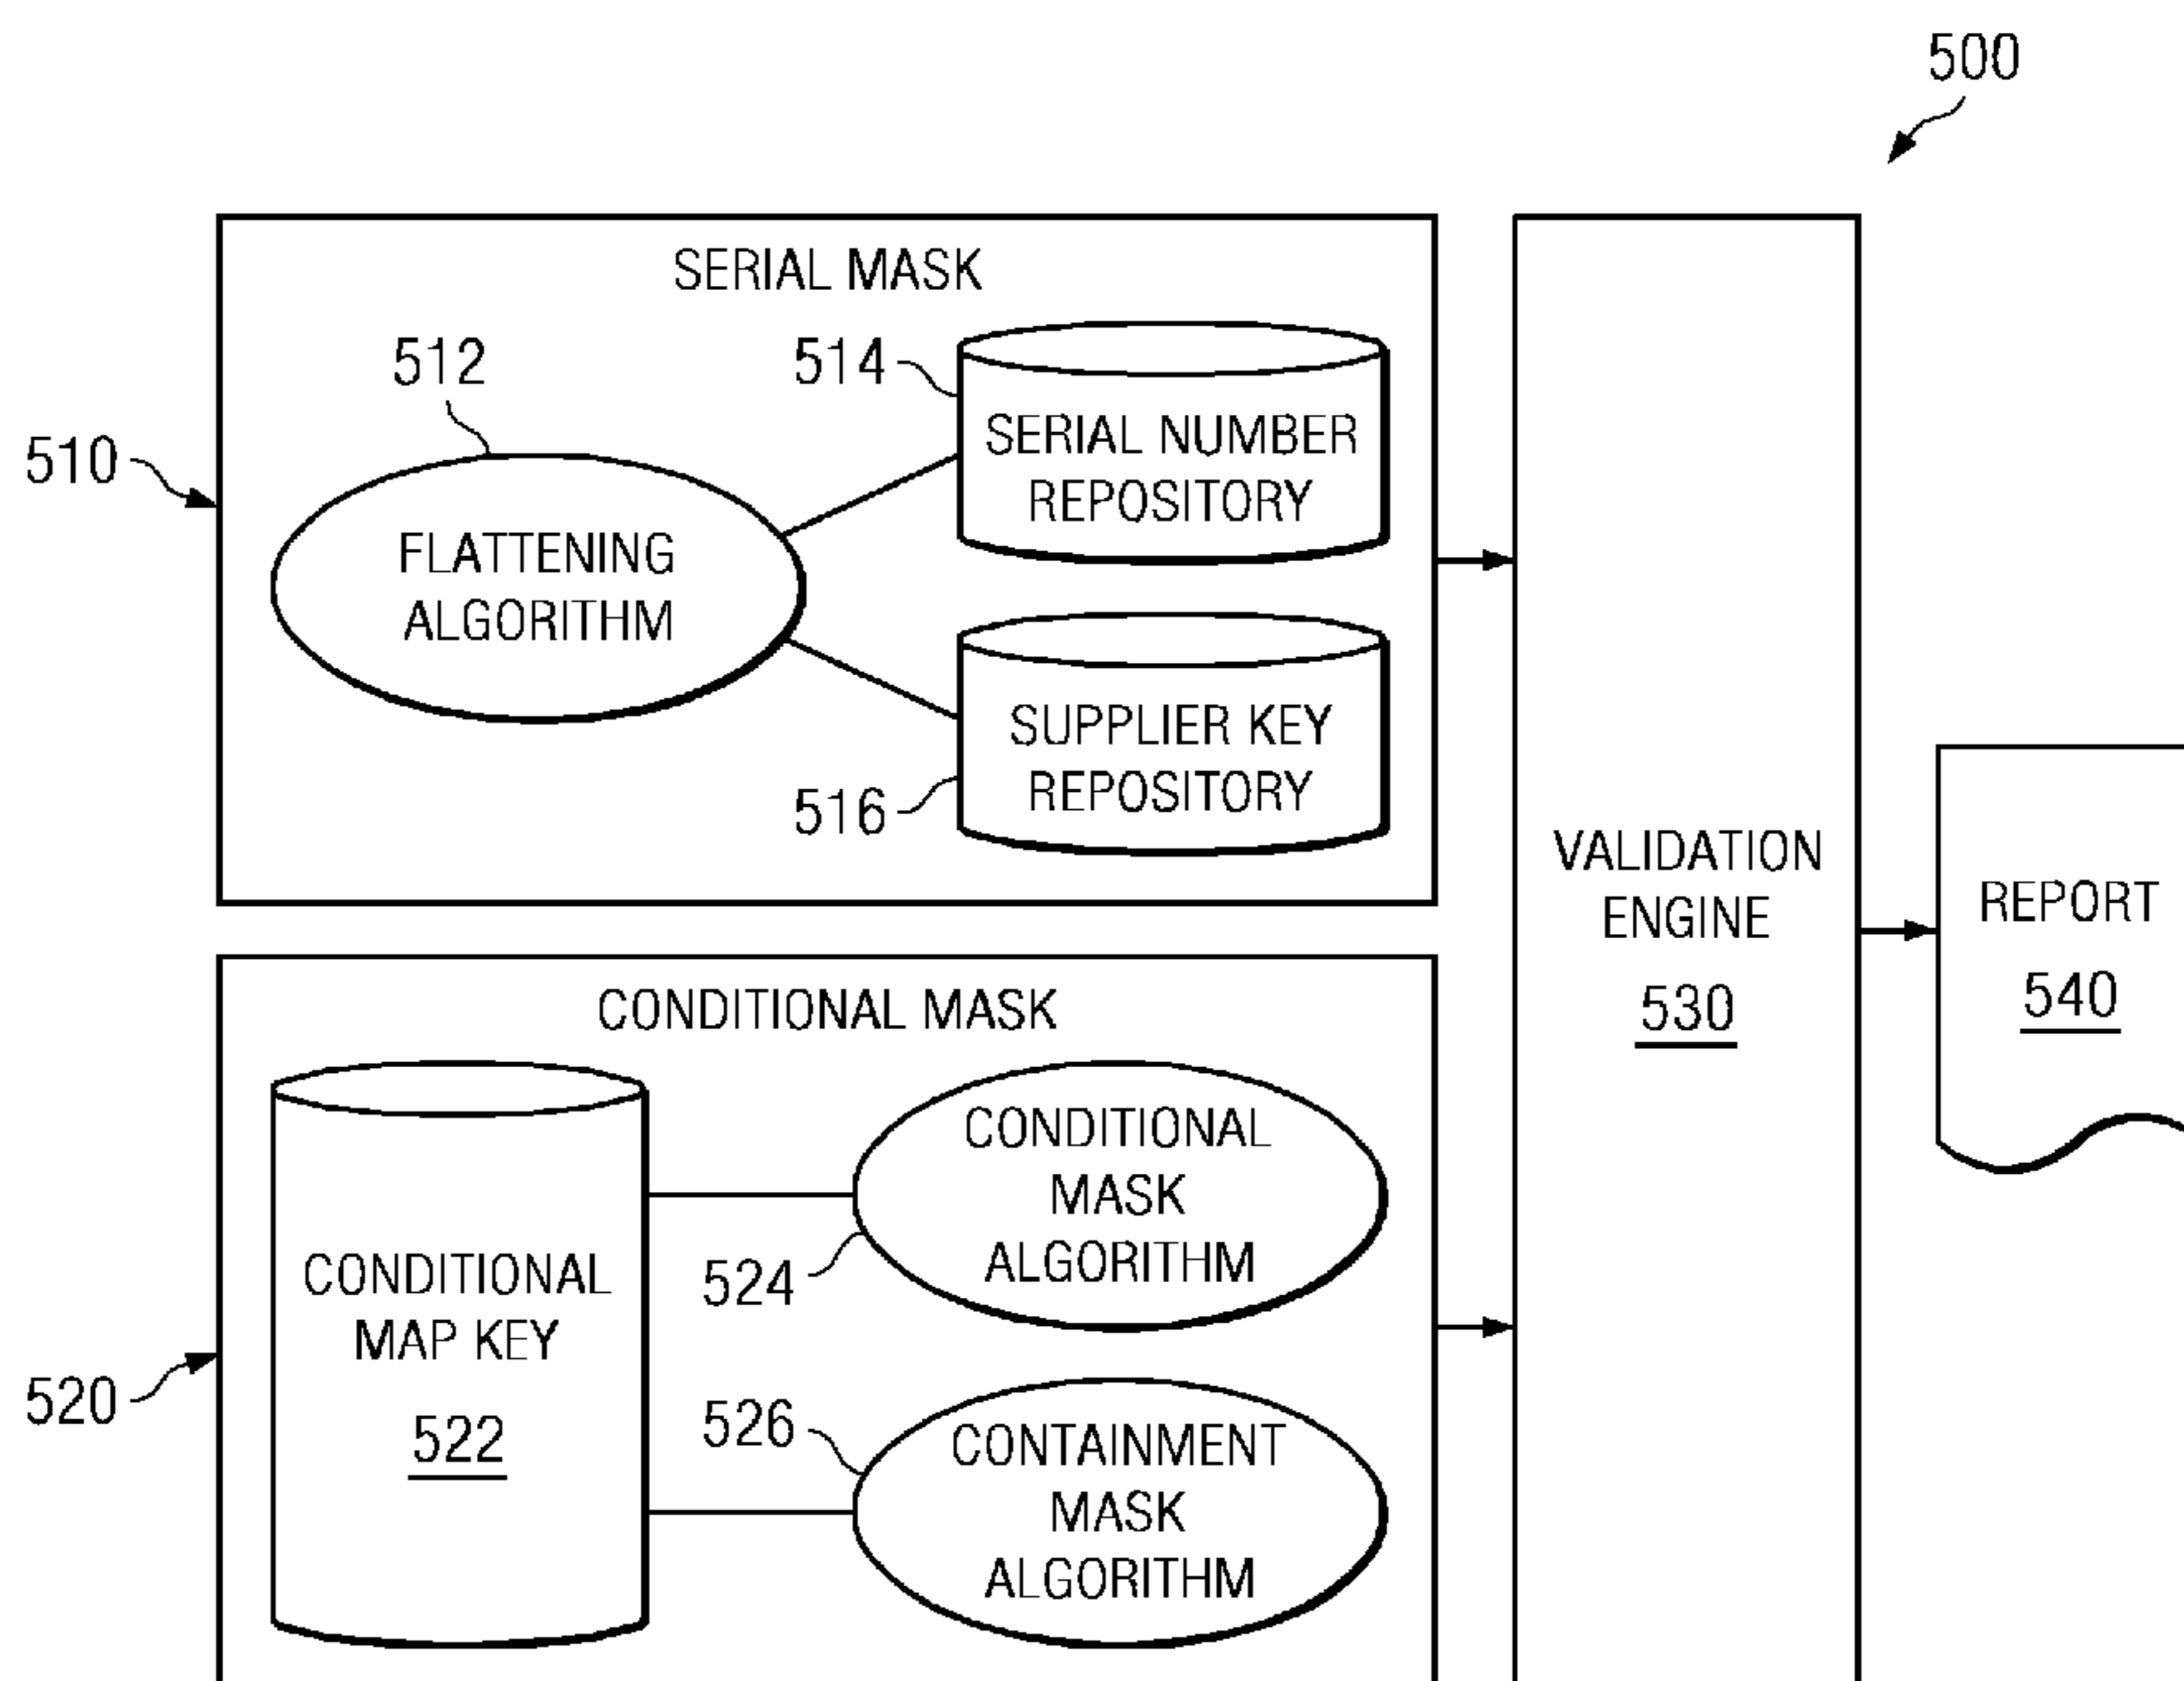 500
SERIAL MASK
512
514
SERIAL NUMBER
REPOSITORY
510
FLATTENING
ALGORITHM
SUPPLIER KEY
REPOSITORY
516
VALIDATION
ENGINE
530
REPORT
540
CONDITIONAL MASK
CONDITIONAL
MASK
ALGORITHM
524
CONDITIONAL
MAP KEY
522
520
526
CONTAINMENT
MASK
ALGORITHM